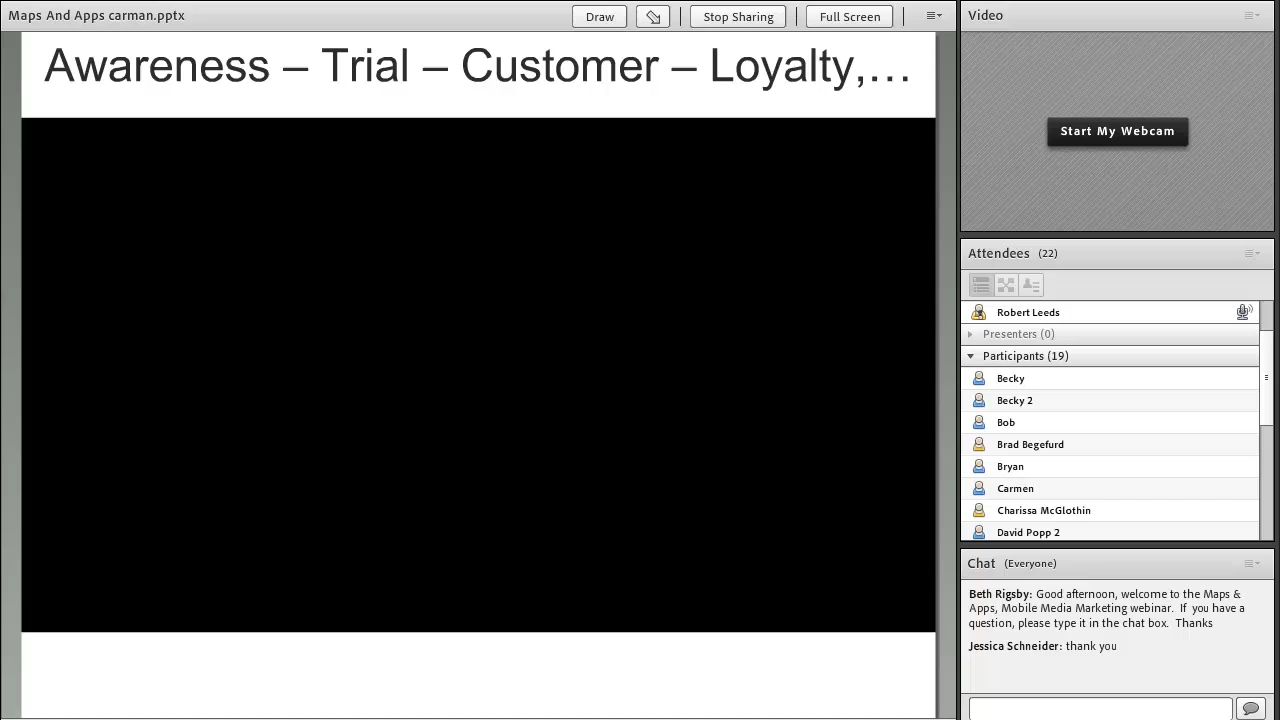 Maps And Apps carman.pptx
Draw
Stop Sharing
Full Screen
Awareness – Trial – Customer – Loyalty,…
Video
Start My Webcam
Attendees (22)
Robert Leeds
Presenters (0)
Participants (19)
Becky
Becky 2
Bob
Brad Begefurd
Bryan
Carmen
Charissa McGlothin
David Popp 2
Chat (Everyone)
Beth Rigsby: Good afternoon, welcome to the Maps &
Apps, Mobile Media Marketing webinar. If you have a
question, please type it in the chat box. Thanks
Jessica Schneider: thank you